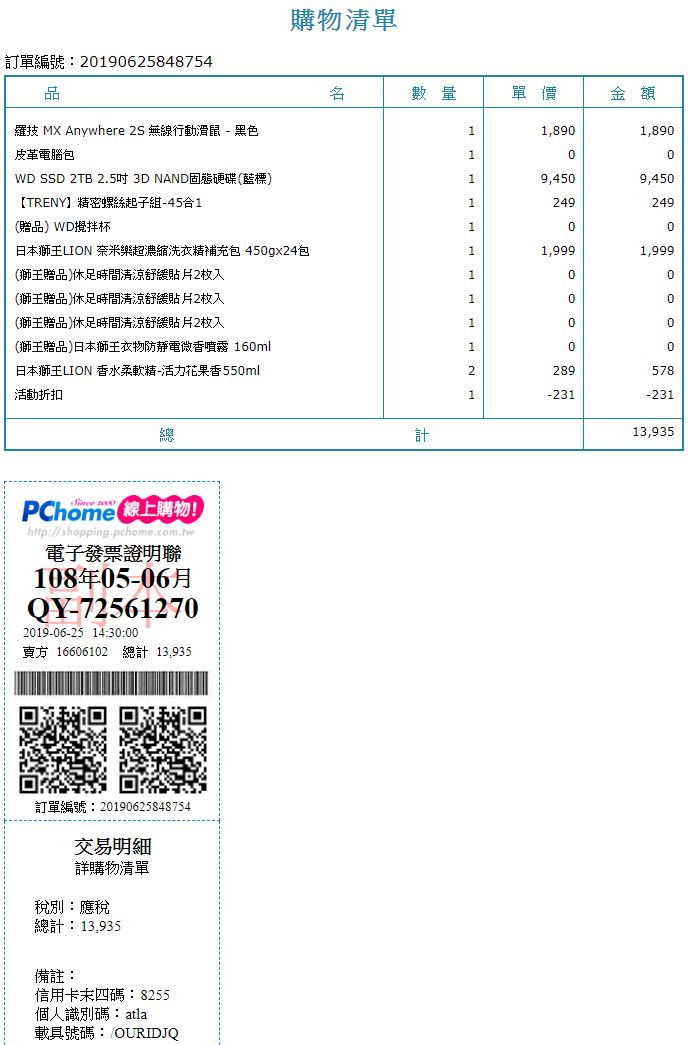 購物清單
訂單編號：20190625848754
品 名 數 量 單 價 金 額
羅技 MX Anywhere 2S 無線行動滑鼠 - 黑色 1 1,890 1,890
皮革電腦包 1 0 0
WD SSD 2TB 2.5吋 3D NAND固態硬碟(藍標) 1 9,450 9,450
【TRENY】精密螺絲起子組-45合1 1 249 249
(贈品) WD攪拌杯 1 0 0
日本獅王LION 奈米樂超濃縮洗衣精補充包 450gx24包 1 1,999 1,999
(獅王贈品)休足時間清涼舒緩貼片2枚入 1 0 0
(獅王贈品)休足時間清涼舒緩貼片2枚入 1 0 0
(獅王贈品)休足時間清涼舒緩貼片2枚入 1 0 0
(獅王贈品)日本獅王衣物防靜電微香噴霧 160ml 1 0 0
日本獅王LION 香水柔軟精-活力花果香550ml 2 289 578
活動折扣 1 -231 -231
總 計 13,935
Since 2000
PChome 線上購物!
http://shopping.pchome.com.tw
電子發票證明聯
108年05-06月
副本
QY-72561270
2019-06-25 14:30:00
賣方 16606102 總計 13,935
訂單編號：20190625848754
交易明細
詳購物清單
稅別：應稅
總計：13,935
備註：
信用卡末四碼：8255
個人識別碼：atla
載具號碼：/OURIDJQ